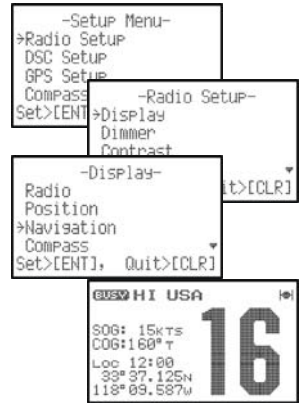 -Setup Menu-
→Radio Setup
DSC Setup
GPS Setup
Compass
Set>[ENT]
-Radio Setup-
→Display
Dimmer
Contrast
it>[CLR]
-Display-
Radio
Position
→Navigation
Compass
Set>[ENT], Quit>[CLR]
BUSY HI USA
16
SOG: 15KTS
COG:160°T
Loc 12:00
33°37.125N
118°09.587W